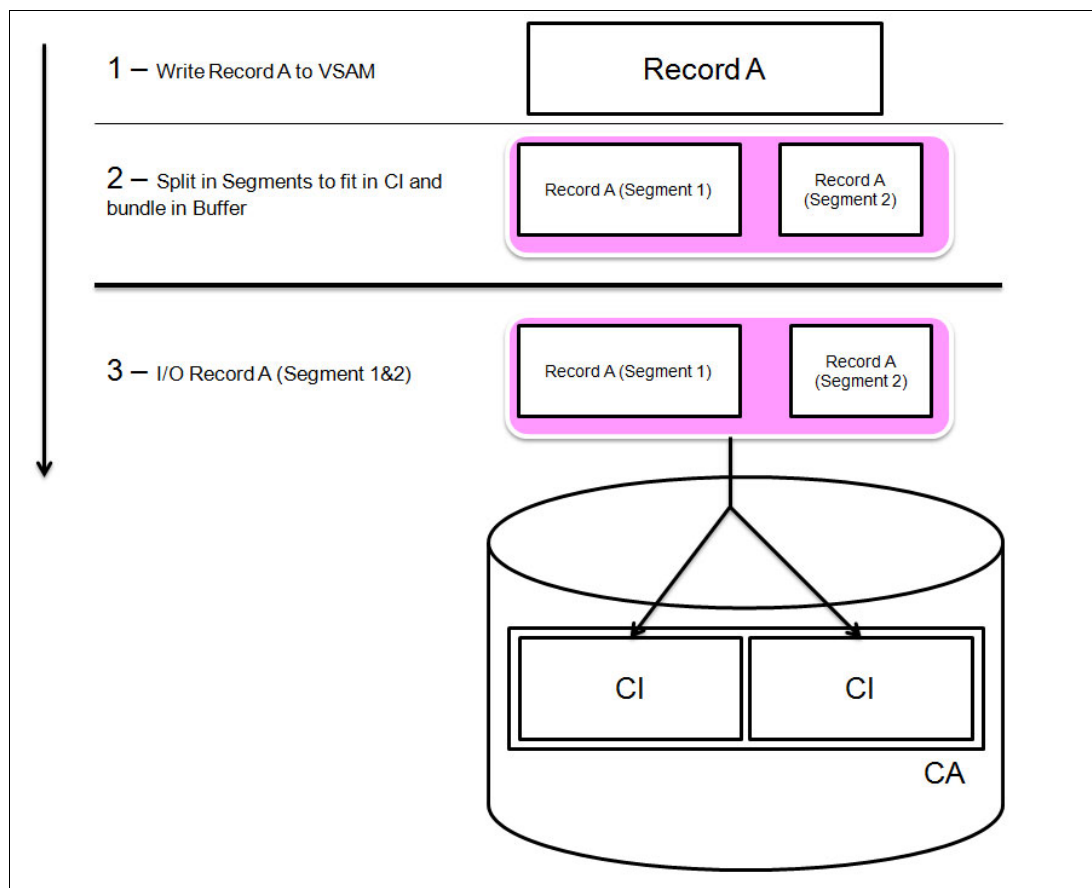 1 – Write Record A to VSAM
Record A
2 – Split in Segments to fit in CI and
bundle in Buffer
Record A (Segment 1)
Record A
(Segment 2)
3 – I/O Record A (Segment 1&2)
Record A (Segment 1)
Record A
(Segment 2)
CI
CI
CA